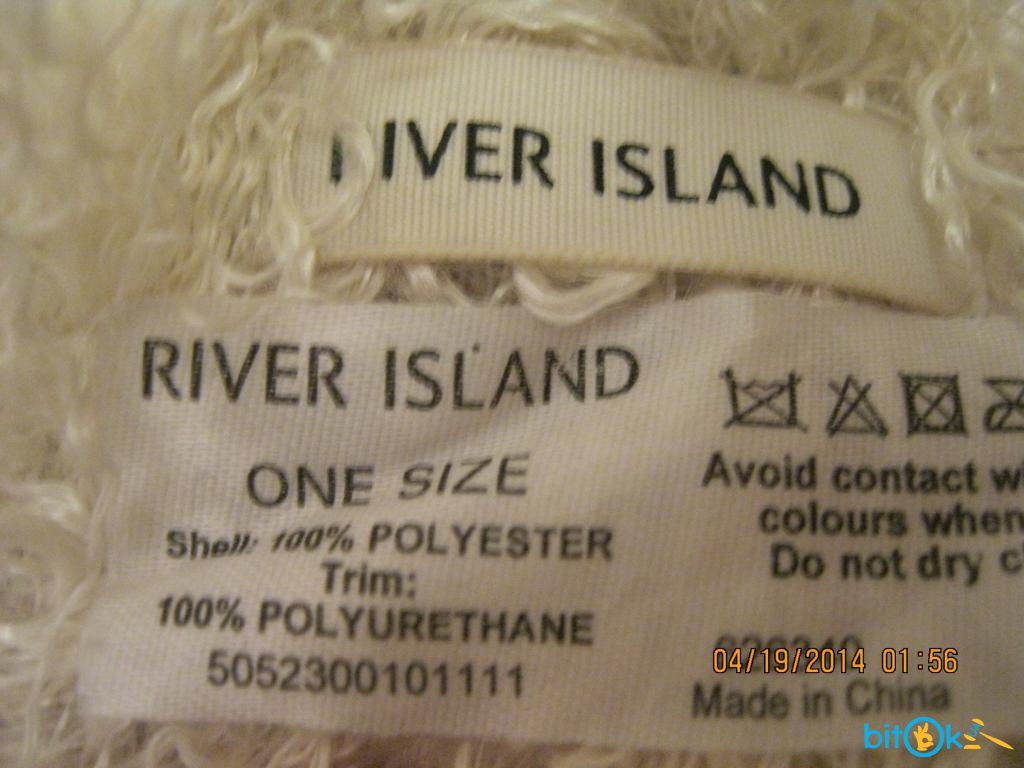 RIVER ISLAND
RIVER ISLAND
ONE SIZE
Shell: 100% POLYESTER
Trim:
100% POLYURETHANE
5052300101111
Avoid contact
colours when
Do not dry
04/19/2014 01:56
Made in China
bitok